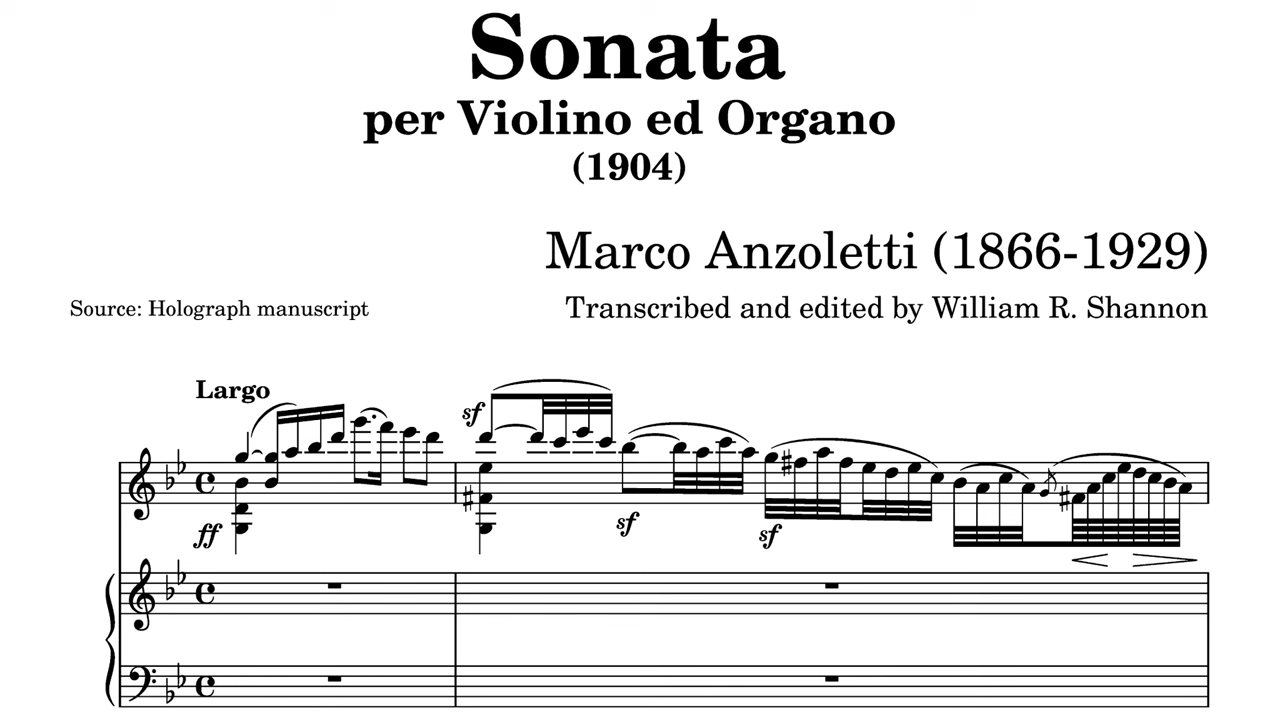 Sonata
per Violino ed Organo
(1904)
Marco Anzoletti (1866-1929)
Source: Holograph manuscript
Transcribed and edited by William R. Shannon
Largo
sf
ff
sf
sf